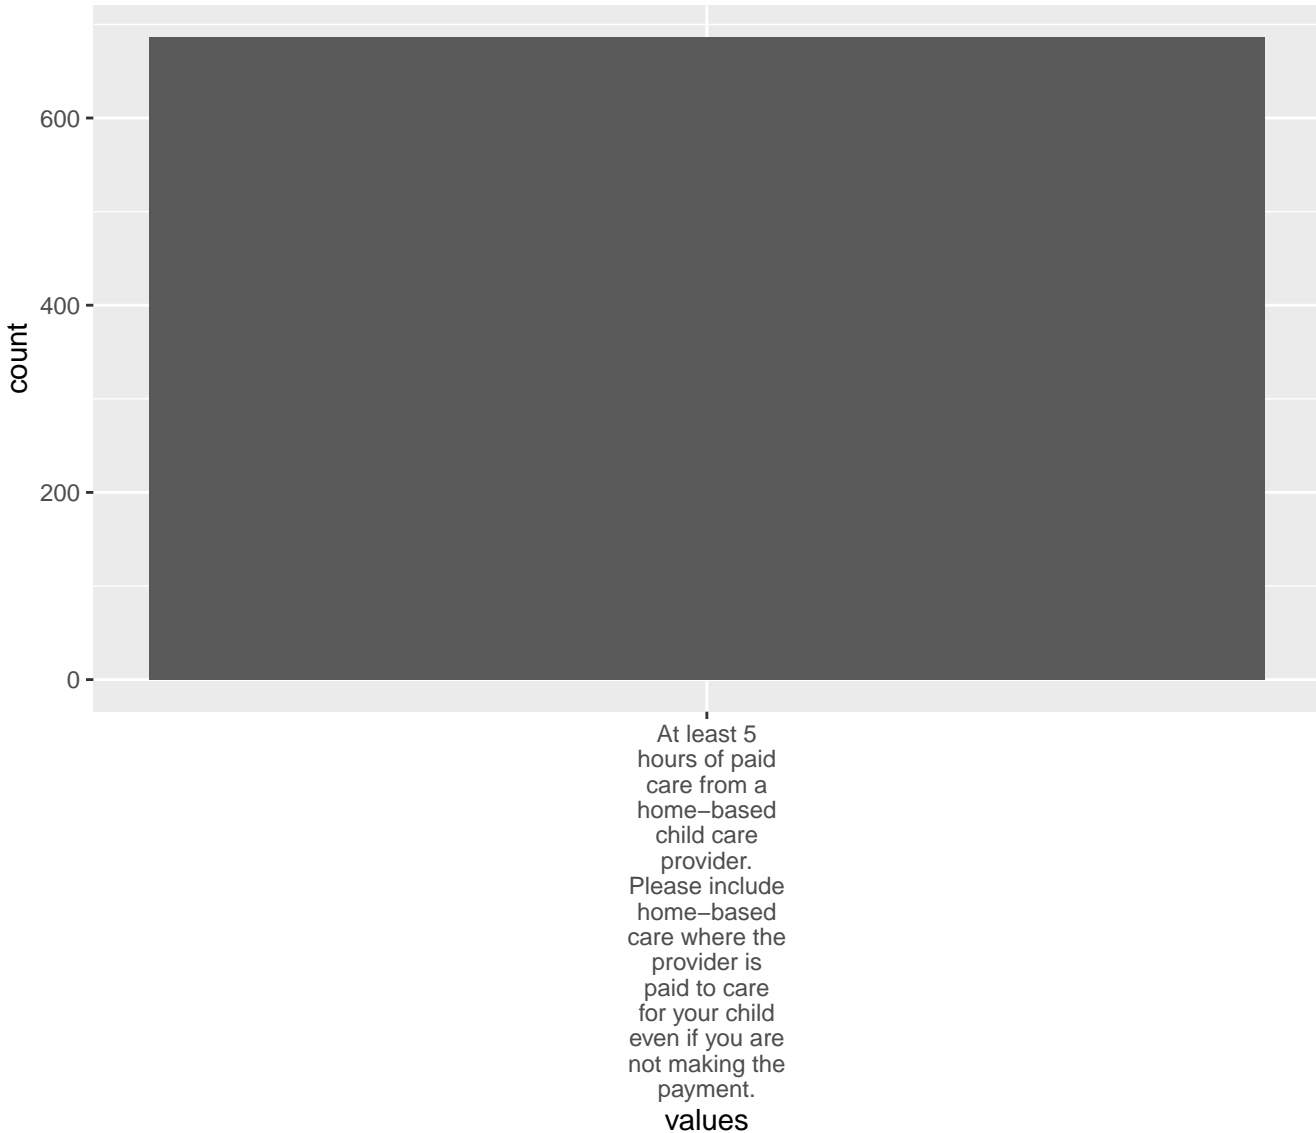 600
400
200
0
count
At least 5
hours of paid
care from a
home−based
child care
provider.
Please include
home−based
care where the
provider is
paid to care
for your child
even if you are
not making the
payment.
values